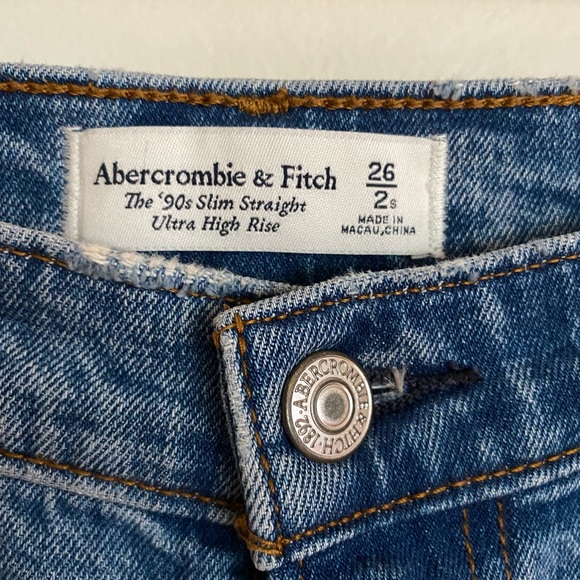 Abercrombie & Fitch
The '90s Slim Straight
Ultra High Rise
26
2s
MADE IN
MACAU,CHINA
ABERCROMBIE & FITCH · 1892 ·